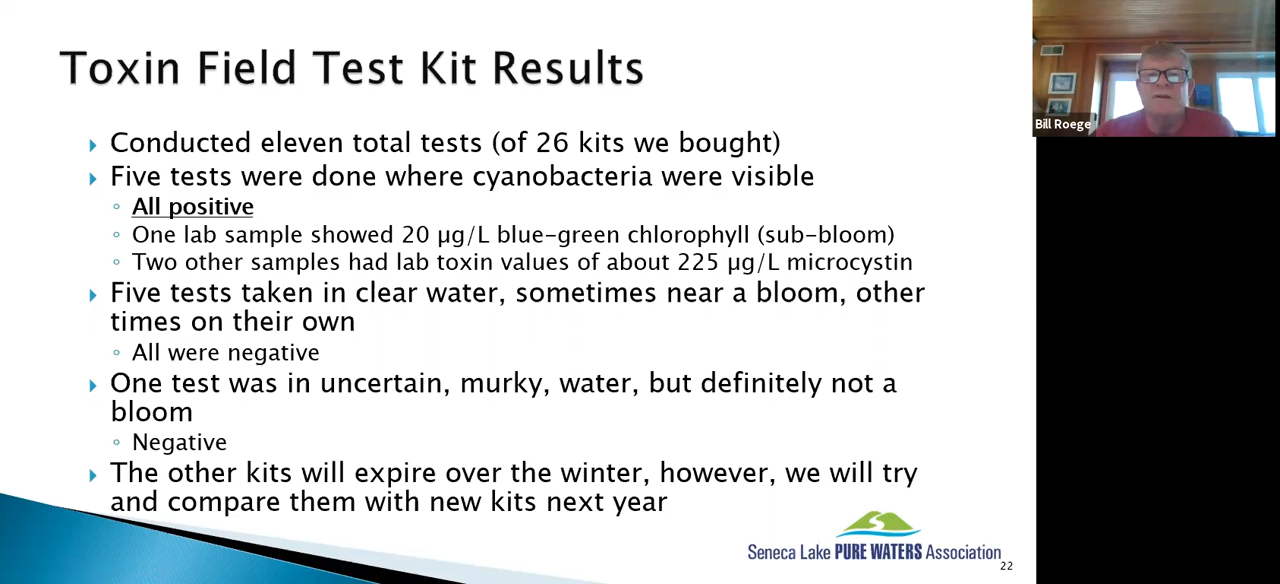 Toxin Field Test Kit Results
Conducted eleven total tests (of 26 kits we bought)
Five tests were done where cyanobacteria were visible
All positive
One lab sample showed 20 µg/L blue-green chlorophyll (sub-bloom)
Two other samples had lab toxin values of about 225 µg/L microcystin
Five tests taken in clear water, sometimes near a bloom, other
times on their own
All were negative
One test was in uncertain, murky, water, but definitely not a
bloom
Negative
The other kits will expire over the winter, however, we will try
and compare them with new kits next year
Seneca Lake PURE WATERS Association
22
Bill Roege